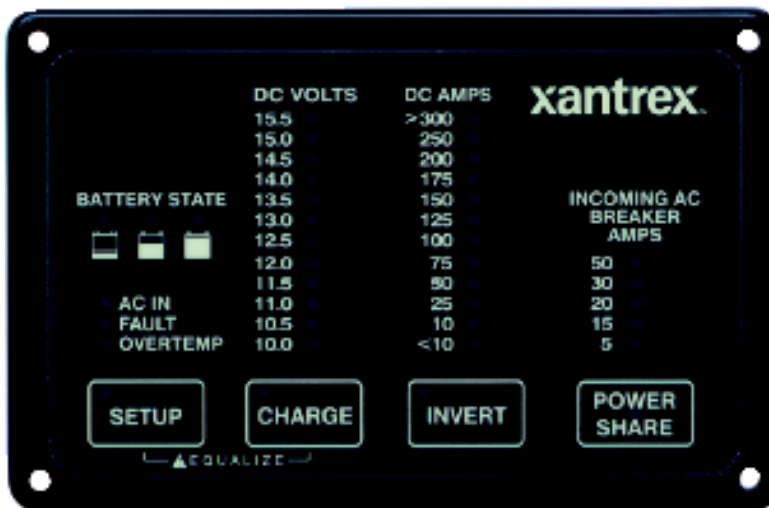 xantrex
DC VOLTS
15.5
15.0
14.5
14.0
13.5
13.0
12.5
12.0
11.5
11.0
10.5
10.0
DC AMPS
>300
250
200
175
150
125
100
75
50
25
10
<10
BATTERY STATE
AC IN
FAULT
OVERTEMP
INCOMING AC
BREAKER
AMPS
50
30
20
15
5
SETUP
CHARGE
INVERT
POWER
SHARE
EQUALIZE